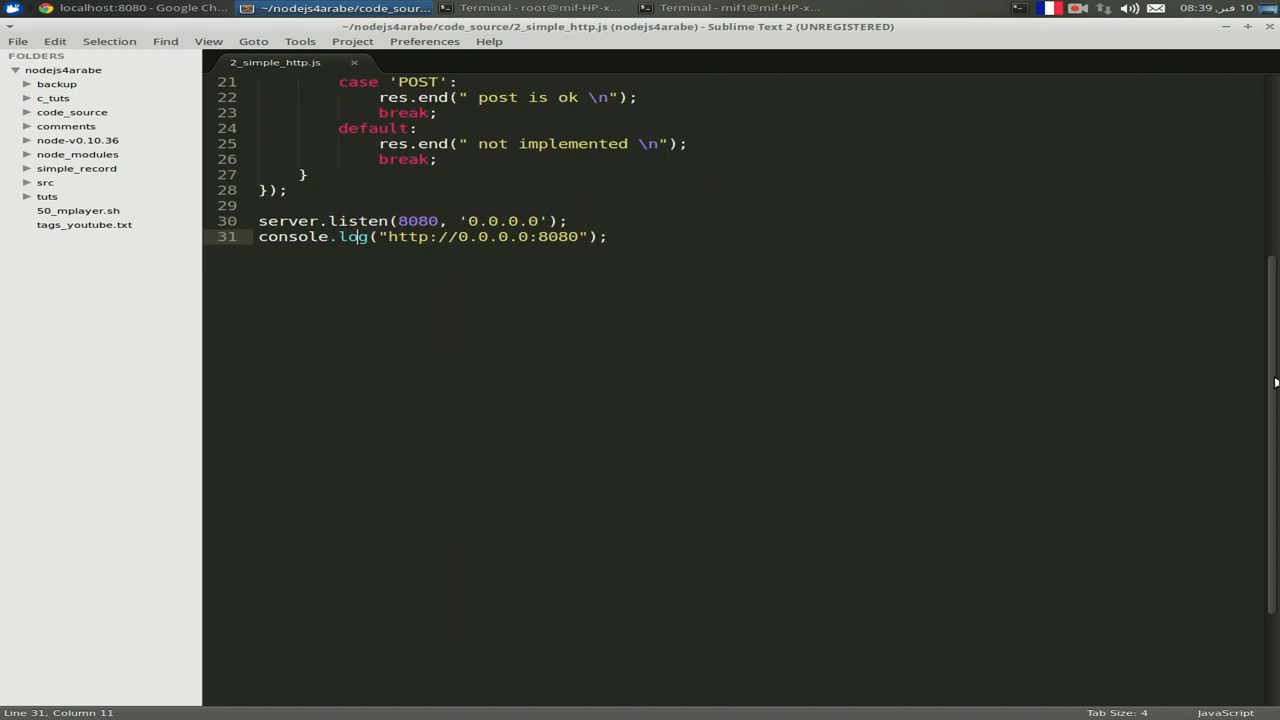 localhost:8080 - Google Ch...
~/nodejs4arabe/code_sour...
Terminal - root@mif-HP-x...
Terminal - mif1@mif-HP-x...
10 فبر, 08:39
~/nodejs4arabe/code_source/2_simple_http.js (nodejs4arabe) - Sublime Text 2 (UNREGISTERED)
File Edit Selection Find View Goto Tools Project Preferences Help
FOLDERS
nodejs4arabe
backup
c_tuts
code_source
comments
node-v0.10.36
node_modules
simple_record
src
tuts
50_mplayer.sh
tags_youtube.txt
2_simple_http.js
21 case 'POST':
22 res.end(" post is ok \n");
23 break;
24 default:
25 res.end(" not implemented \n");
26 break;
27 }
28 });
29
30 server.listen(8080, '0.0.0.0');
31 console.log("http://0.0.0.0:8080");
Line 31, Column 11
Tab Size: 4
JavaScript